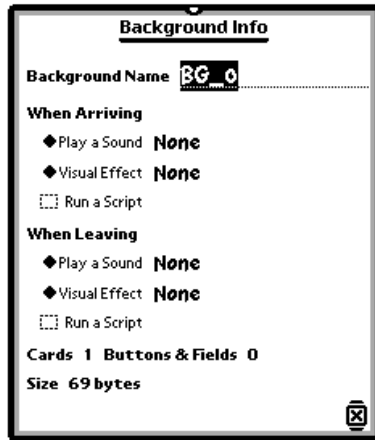 Background Info
Background Name BG_0
When Arriving
Play a Sound None
Visual Effect None
Run a Script
When Leaving
Play a Sound None
Visual Effect None
Run a Script
Cards 1 Buttons & Fields 0
Size 69 bytes